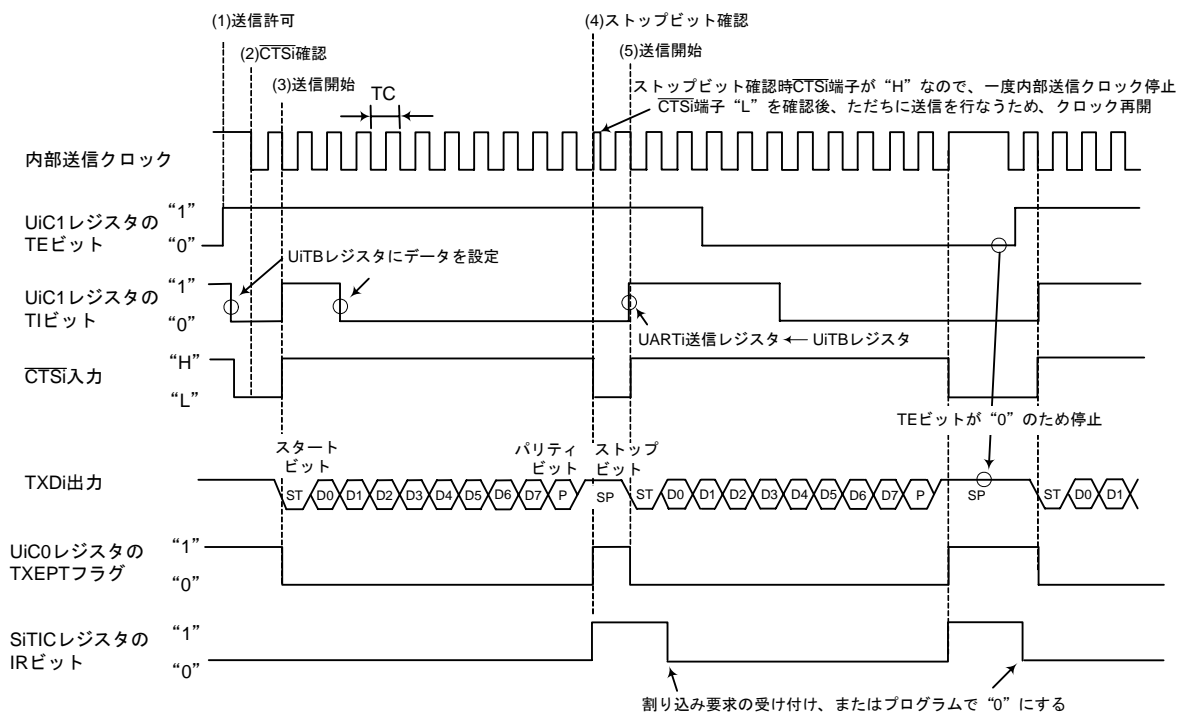 (1)送信許可
(4)ストップビット確認
(2)CTSi確認
(5)送信開始
(3)送信開始
TC
ストップビット確認時CTSi端子が“H”なので、一度内部送信クロック停止
CTSi端子“L”を確認後、ただちに送信を行なうため、クロック再開
内部送信クロック
UiC1レジスタの
TEビット
“1”
“0”
UiTBレジスタにデータを設定
UiC1レジスタの
TIビット
“1”
“0”
UARTi送信レジスタ ← UiTBレジスタ
CTSi入力
“H”
“L”
TEビットが“0”のため停止
スタート
ビット
パリティ
ビット
ストップ
ビット
TXDi出力
ST D0 D1 D2 D3 D4 D5 D6 D7 P SP ST D0 D1 D2 D3 D4 D5 D6 D7 P SP ST D0 D1
UiC0レジスタの
TXEPTフラグ
“1”
“0”
SiTICレジスタの
IRビット
“1”
“0”
割り込み要求の受け付け、またはプログラムで“0”にする